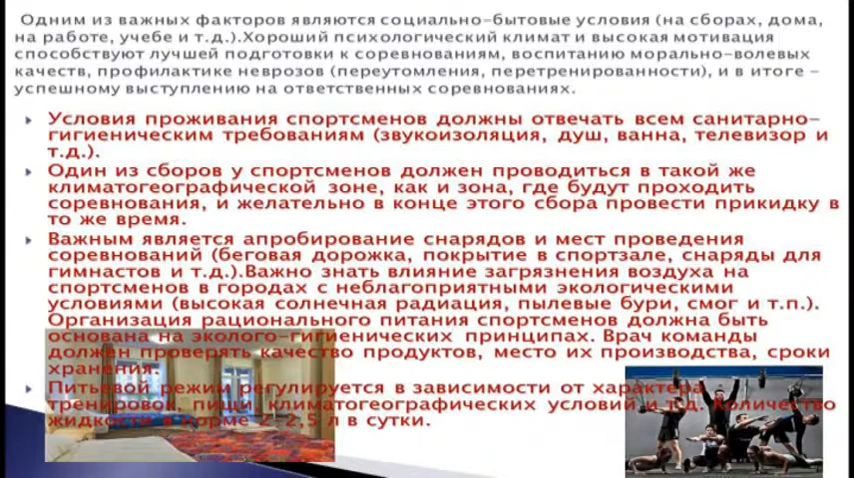 Одним из важных факторов являются социально-бытовые условия (на сборах, дома,
на работе, учебе и т.д.).Хороший психологический климат и высокая мотивация
способствуют лучшей подготовки к соревнованиям, воспитанию морально-волевых
качеств, профилактике неврозов (переутомления, перетренированности), и в итоге -
успешному выступлению на ответственных соревнованиях.
Условия проживания спортсменов должны отвечать всем санитарно-
гигиеническим требованиям (звукоизоляция, душ, ванна, телевизор и
т.д.).
Один из сборов у спортсменов должен проводиться в такой же
климатогеографической зоне, как и зона, где будут проходить
соревнования, и желательно в конце этого сбора провести прикидку в
то же время.
Важным является апробирование снарядов и мест проведения
соревнований (беговая дорожка, покрытие в спортзале, снаряды для
гимнастов и т.д.).Важно знать влияние загрязнения воздуха на
спортсменов в городах с неблагоприятными экологическими
условиями (высокая солнечная радиация, пылевые бури, смог и т.п.).
Организация рационального питания спортсменов должна быть
основана на эколого-гигиенических принципах. Врач команды
должен проверять качество продуктов, место их производства, сроки
хранения.
Питьевой режим регулируется в зависимости от характера
тренировок, пищи, климатогеографических условий и т.д. Количество
жидкости в норме 2-2,5 л в сутки.